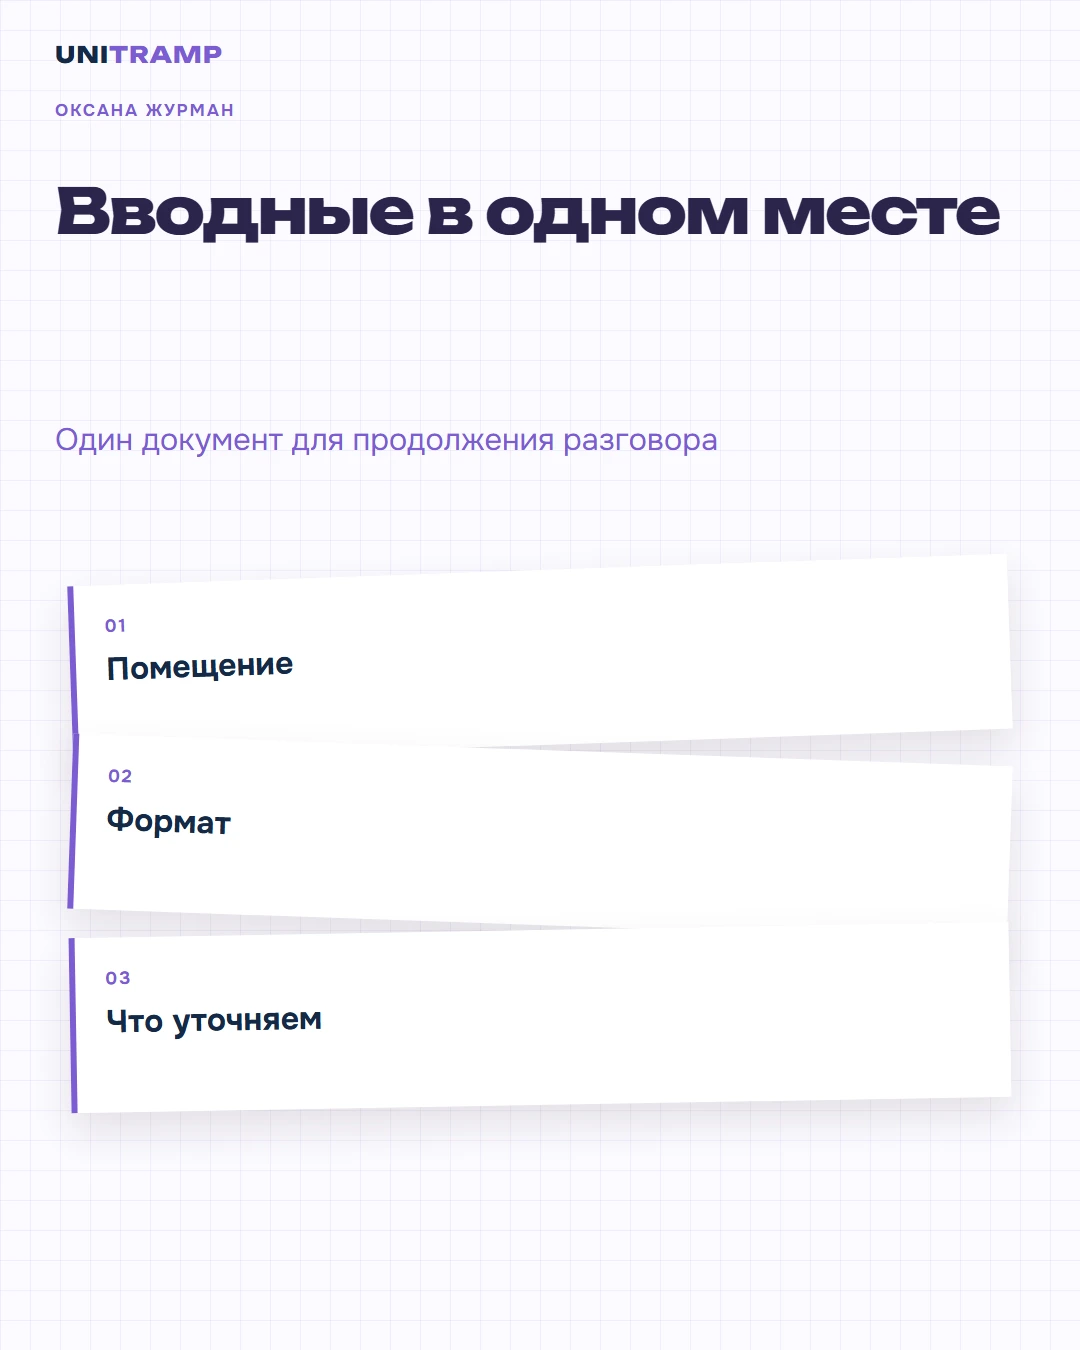 UNITRAMP
ОКСАНА ЖУРМАН
Вводные в одном месте
Один документ для продолжения разговора
01
Помещение
02
Формат
03
Что уточняем